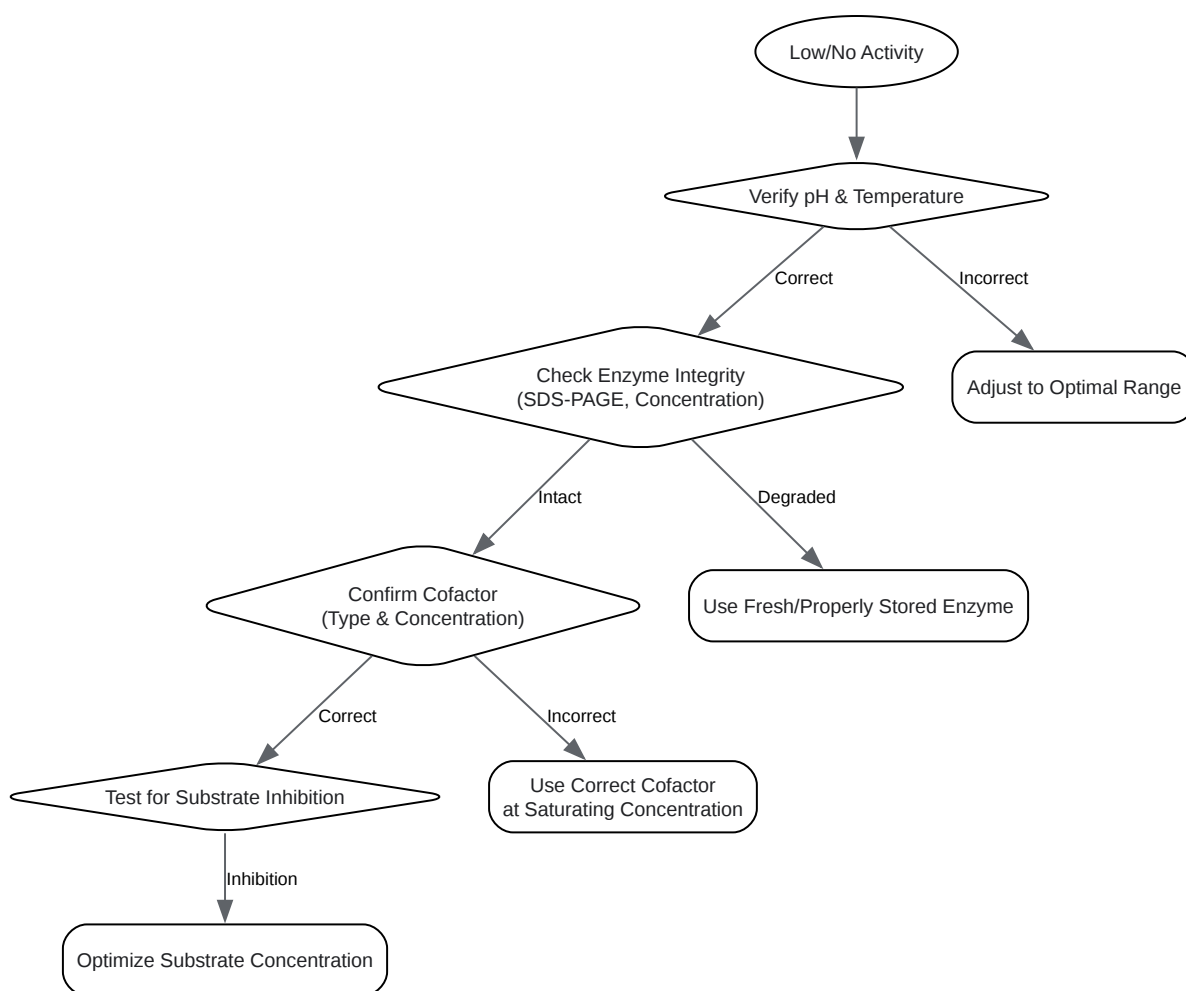 Low/No Activity
Verify pH & Temperature
Correct
Incorrect
Check Enzyme Integrity
(SDS-PAGE, Concentration)
Adjust to Optimal Range
Intact
Degraded
Confirm Cofactor
(Type & Concentration)
Use Fresh/Properly Stored Enzyme
Correct
Incorrect
Test for Substrate Inhibition
Use Correct Cofactor
at Saturating Concentration
Inhibition
Optimize Substrate Concentration